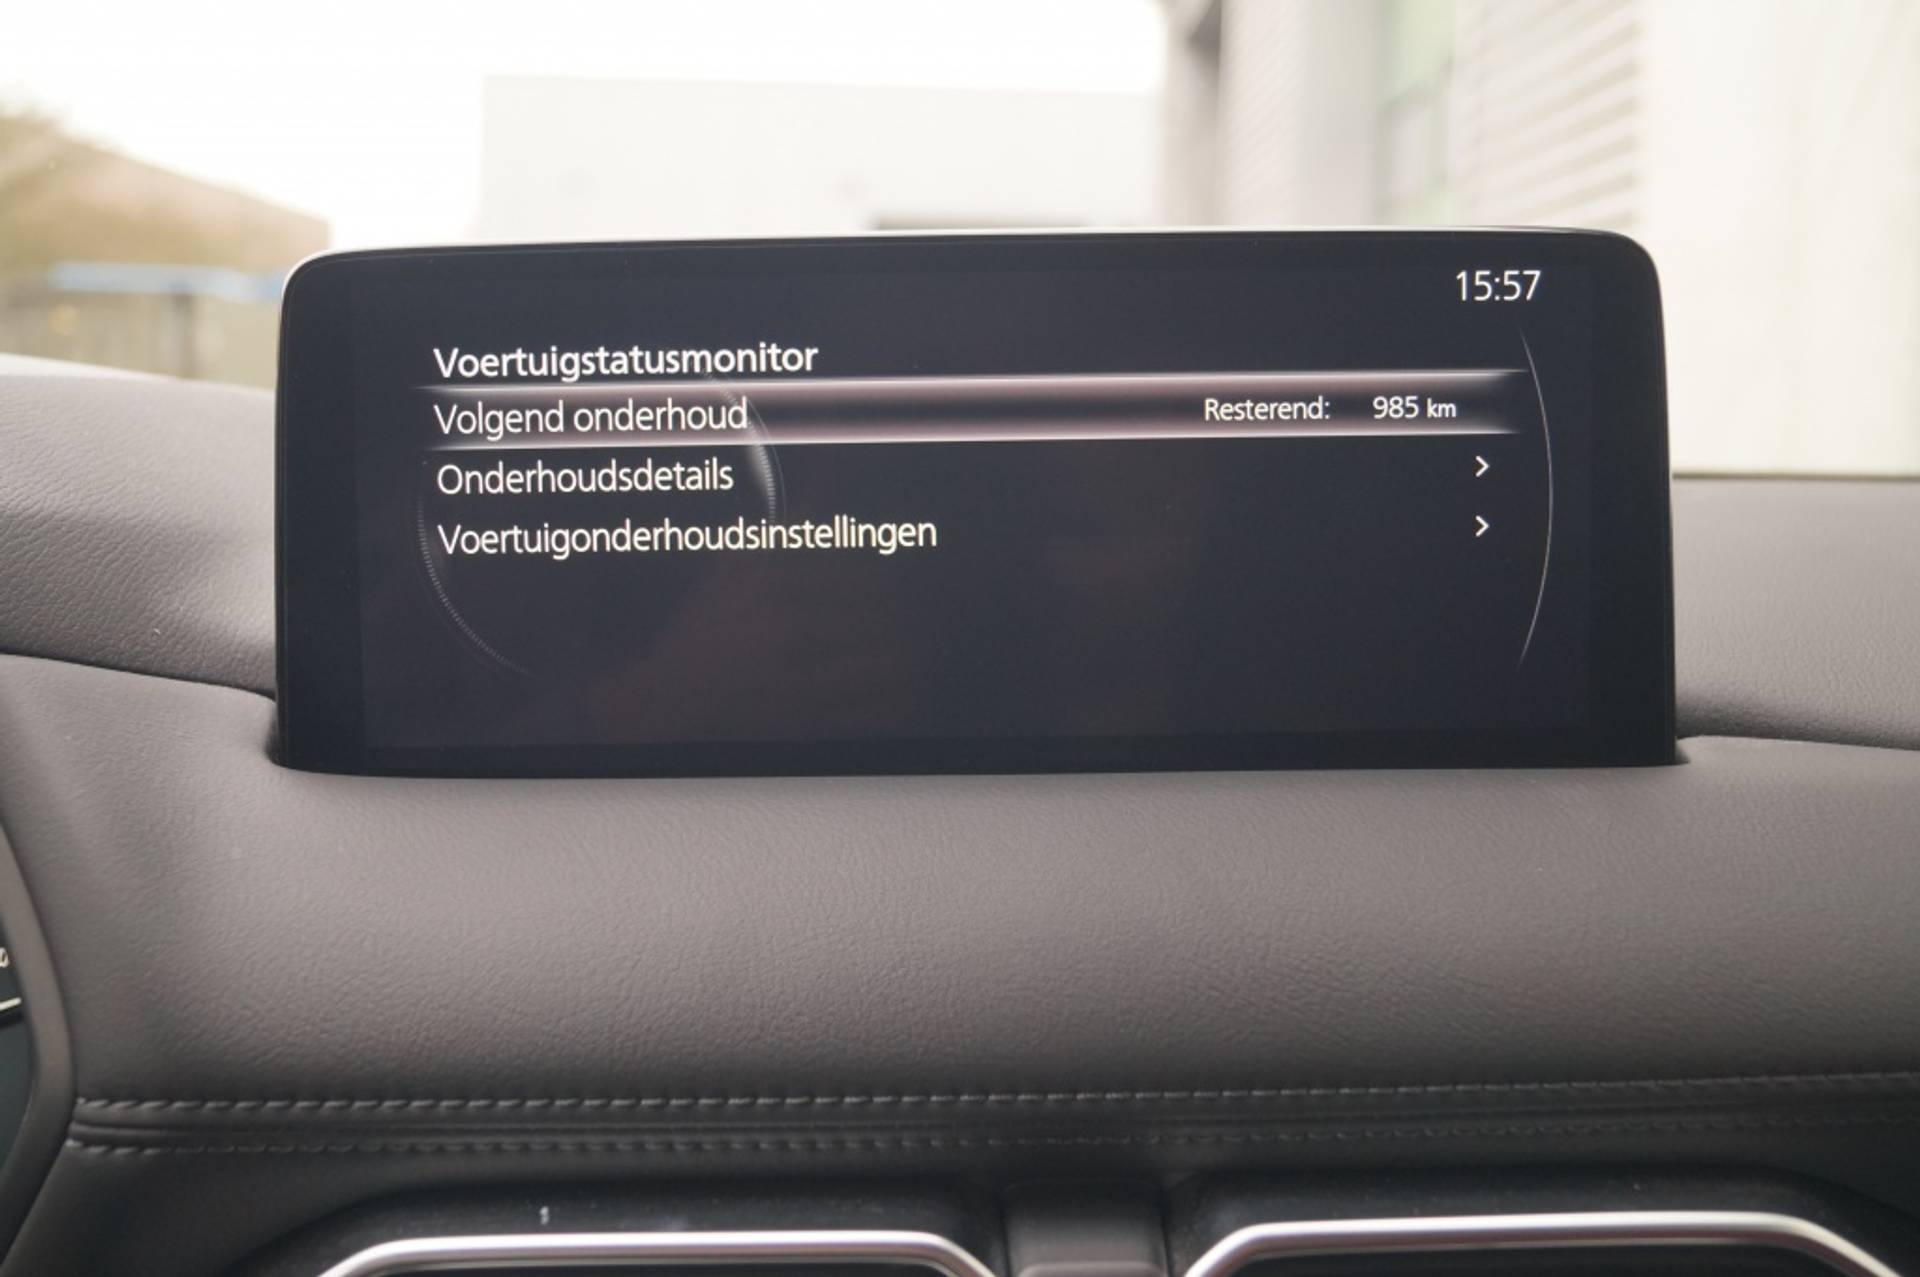 15:57
Voertuigstatusmonitor
Volgend onderhoud Resterend: 985 km
Onderhoudsdetails
Voertuigonderhoudsinstellingen